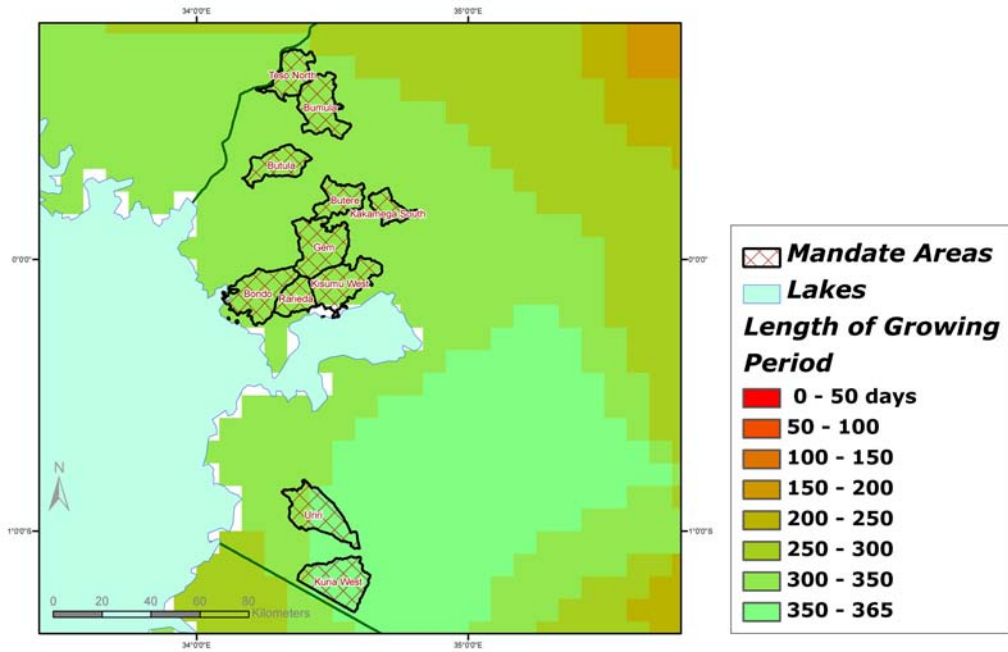 34°0'0"E
35°0'0"E
Teso North
Bumula
Butula
Butere
Kakamega South
Gem
0°0'0"
0°0'0"
Kisumu West
Bondo
Rarieda
N
Uriri
1°0'0"S
1°0'0"S
Kuria West
0 20 40 60 80
Kilometers
34°0'0"E
35°0'0"E
Mandate Areas
Lakes
Length of Growing
Period
0 - 50 days
50 - 100
100 - 150
150 - 200
200 - 250
250 - 300
300 - 350
350 - 365